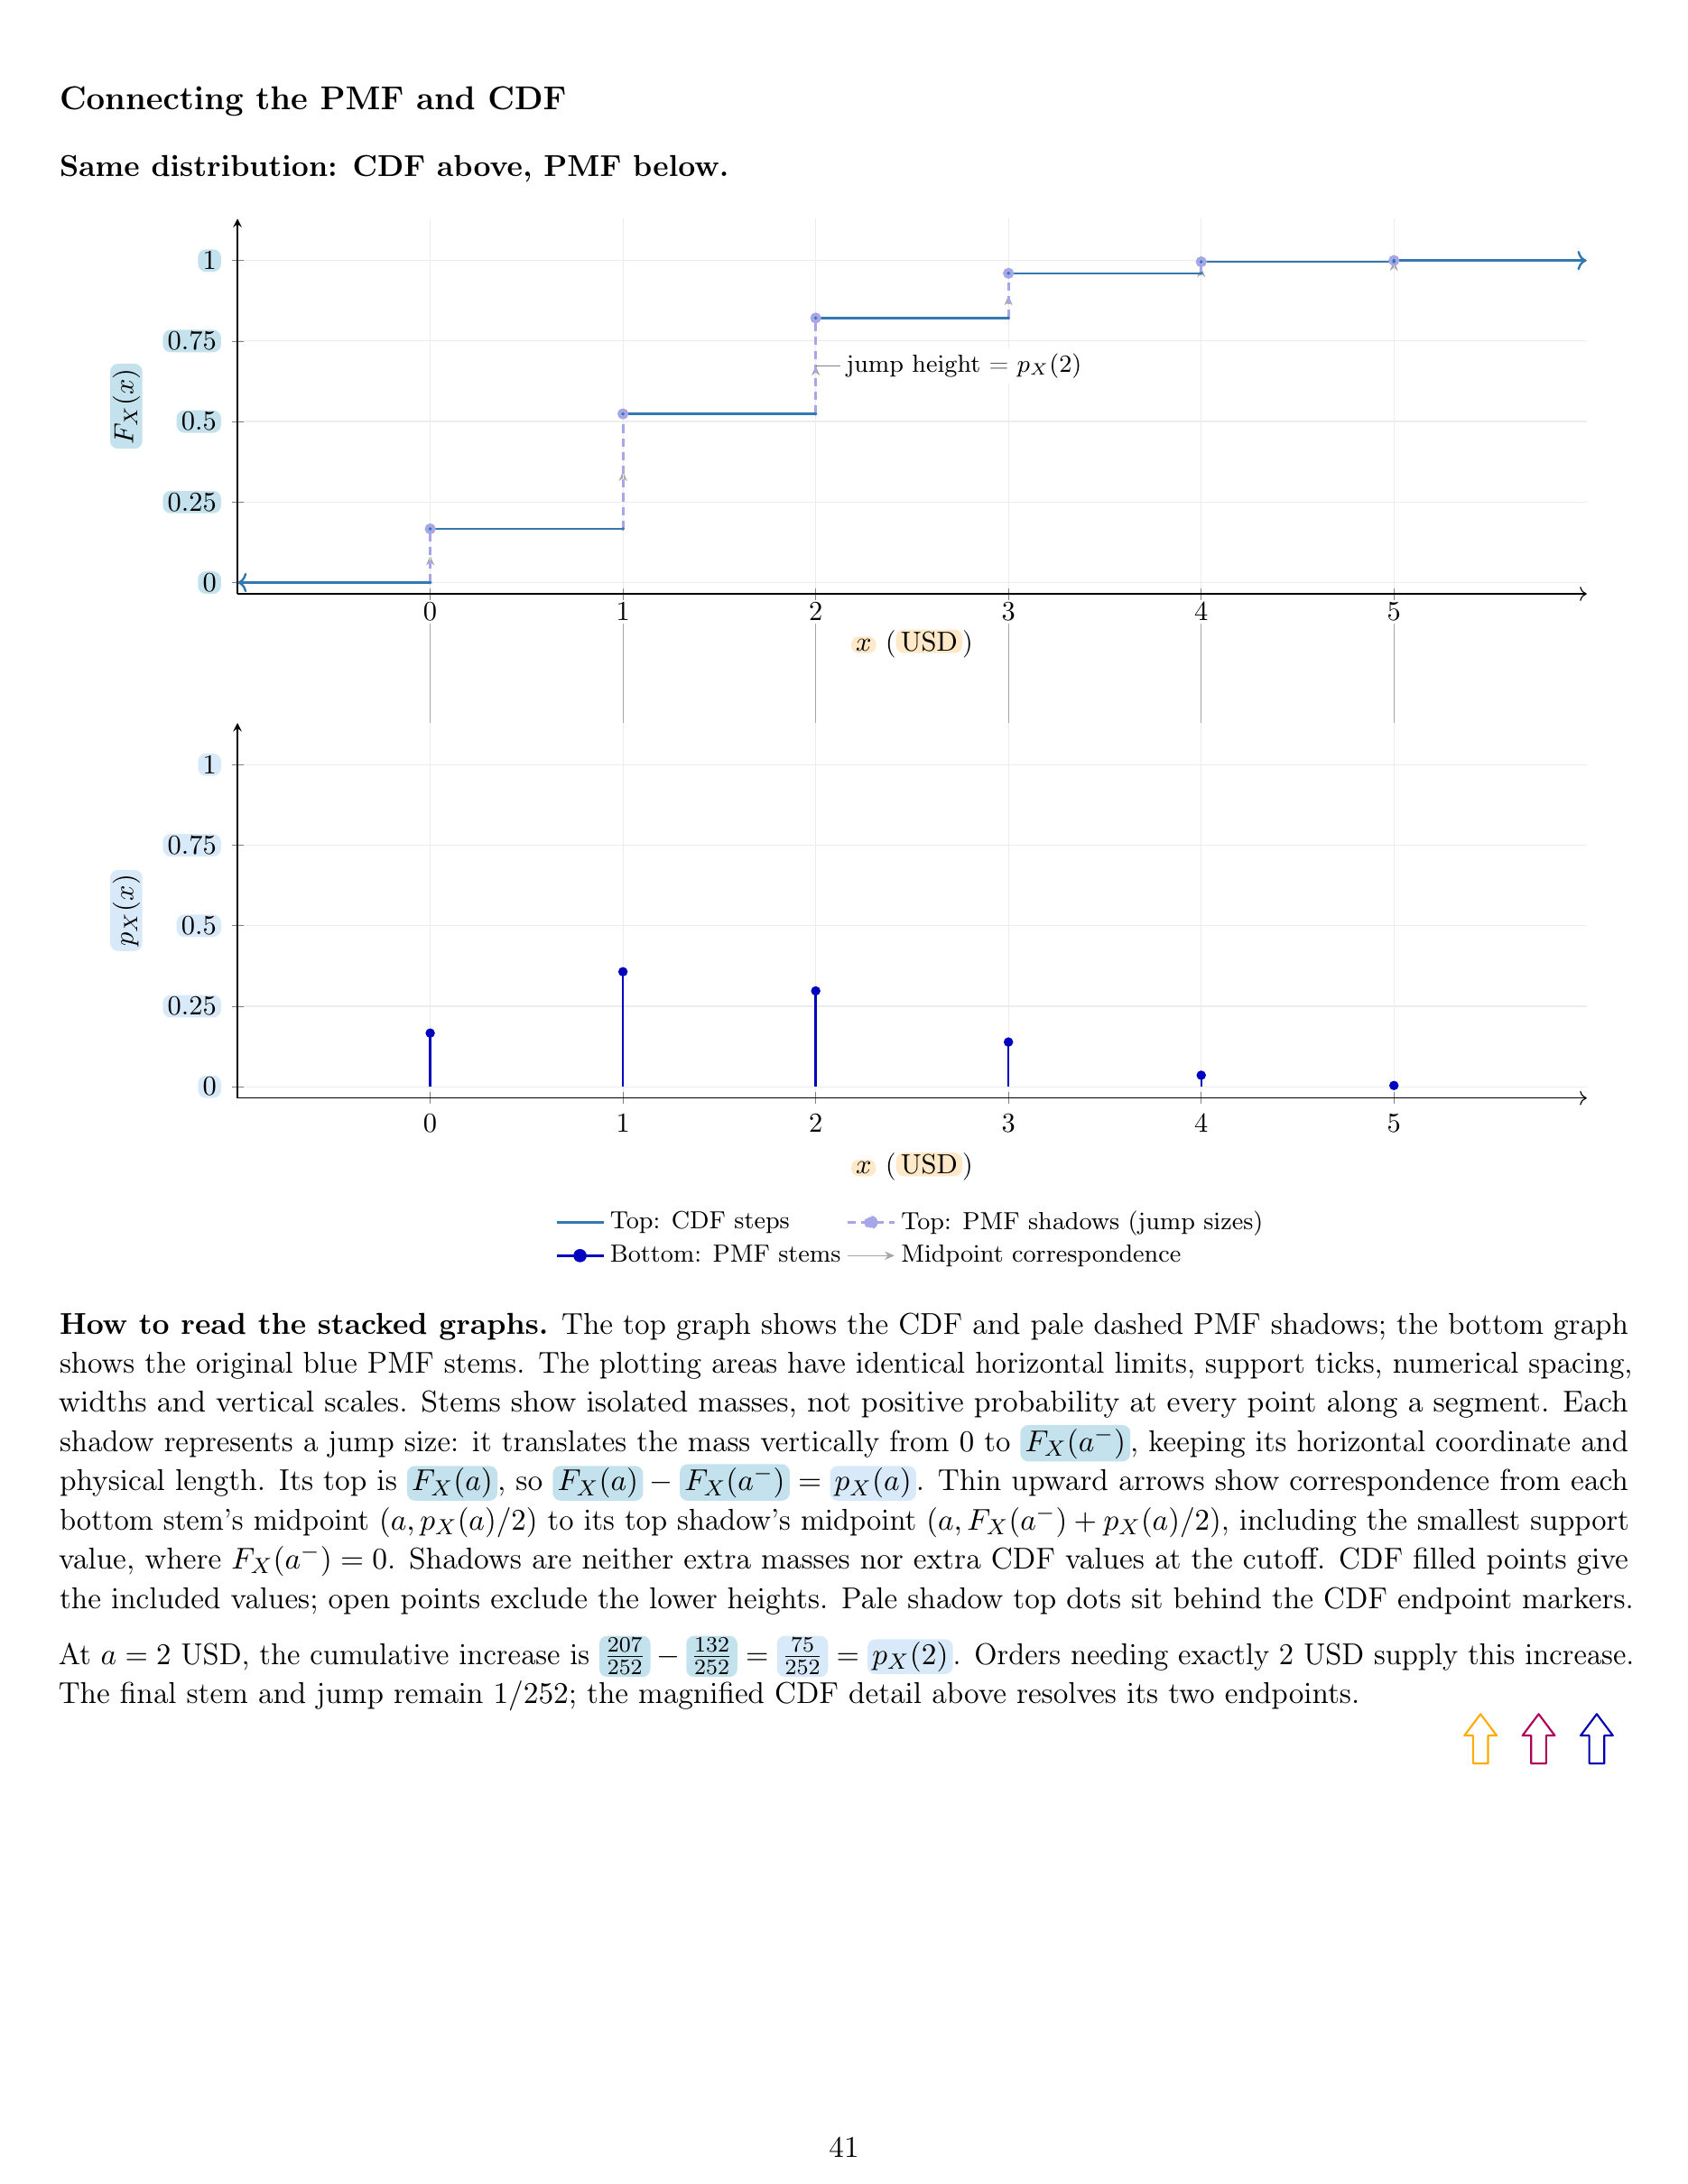 Connecting the PMF and CDF
Same distribution: CDF above, PMF below.
1
0.75
0.5
0.25
0
F_X(x)
jump height = p_X(2)
0 1 2 3 4 5
x (USD)
1
0.75
0.5
0.25
0
p_X(x)
0 1 2 3 4 5
x (USD)
Top: CDF steps Top: PMF shadows (jump sizes)
Bottom: PMF stems Midpoint correspondence
How to read the stacked graphs. The top graph shows the CDF and pale dashed PMF shadows; the bottom graph
shows the original blue PMF stems. The plotting areas have identical horizontal limits, support ticks, numerical spacing,
widths and vertical scales. Stems show isolated masses, not positive probability at every point along a segment. Each
shadow represents a jump size: it translates the mass vertically from 0 to F_X(a⁻), keeping its horizontal coordinate and
physical length. Its top is F_X(a), so F_X(a) − F_X(a⁻) = p_X(a). Thin upward arrows show correspondence from each
bottom stem's midpoint (a, p_X(a)/2) to its top shadow's midpoint (a, F_X(a⁻) + p_X(a)/2), including the smallest support
value, where F_X(a⁻) = 0. Shadows are neither extra masses nor extra CDF values at the cutoff. CDF filled points give
the included values; open points exclude the lower heights. Pale shadow top dots sit behind the CDF endpoint markers.
At a = 2 USD, the cumulative increase is 207/252 − 132/252 = 75/252 = p_X(2). Orders needing exactly 2 USD supply this increase.
The final stem and jump remain 1/252; the magnified CDF detail above resolves its two endpoints.
41